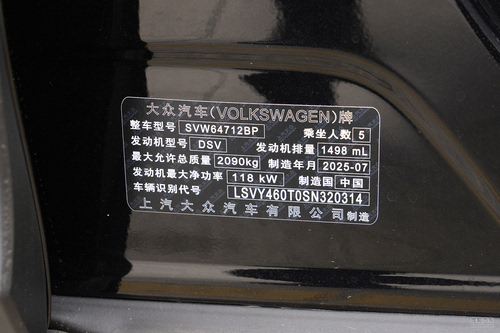 大众汽车(VOLKSWAGEN)牌
整车型号 SVW64712BP 乘坐人数 5
发动机型号 DSV 发动机排量 1498 mL
最大允许总质量 2090kg 制造年月 2025-07
发动机最大净功率 118 kW 制造国 中国
车辆识别代号 LSVY460T0SN320314
上汽大众汽车有限公司 制造